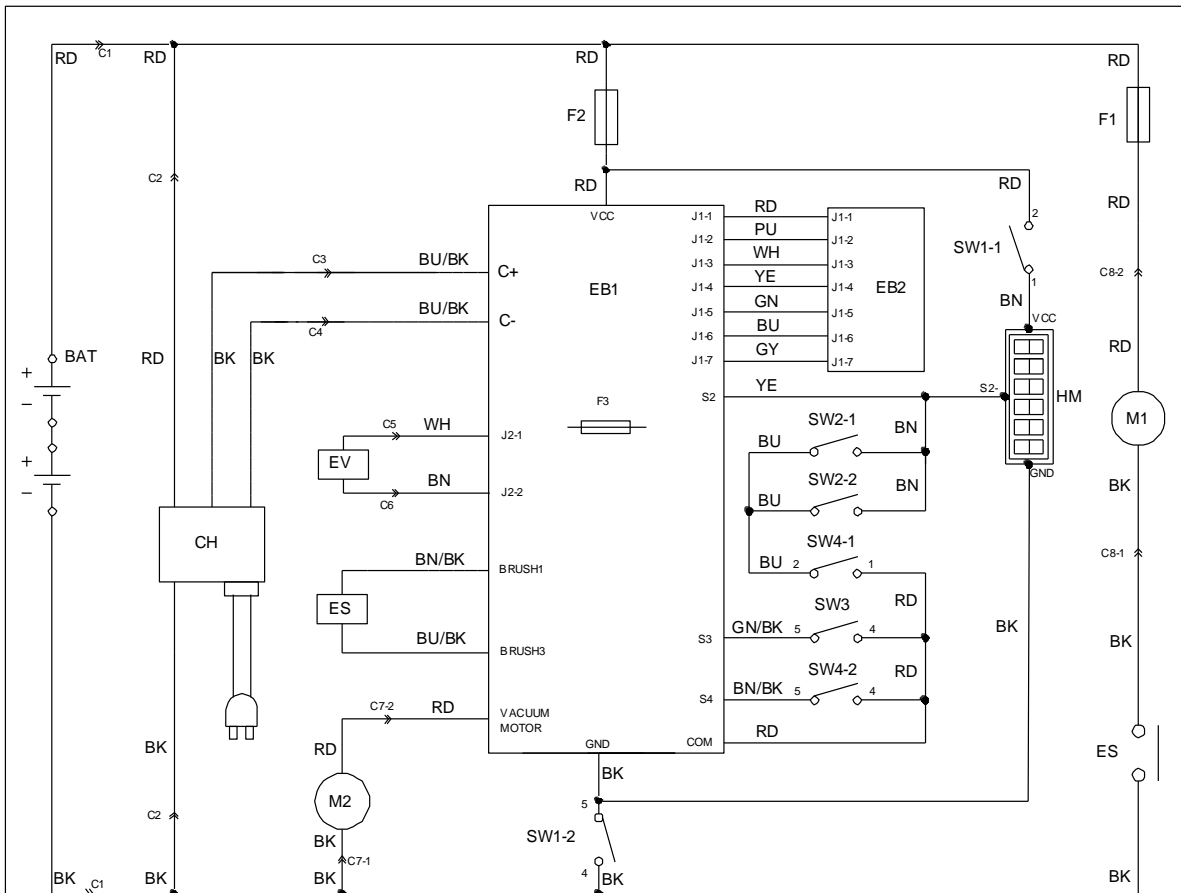 C1
RD RD RD RD
F2 F1
C2
RD RD RD
VCC J1-1 RD J1-1
J1-2 PU J1-2
J1-3 WH J1-3
J1-4 YE J1-4
J1-5 GN J1-5
J1-6 BU J1-6
J1-7 GY J1-7
EB1 EB2
2
SW1-1
1
BN
VCC
C3 BU/BK C+
C4 BU/BK C-
C8-2
+ BAT
−
+
−
RD BK BK RD
S2 YE S2-
HM M1
F3
SW2-1
BU BN
SW2-2
BU BN
GND
C5 WH J2-1
EV
C6 BN J2-2
BK
CH
SW4-1
BU 2 1
C8-1
BN/BK BRUSH1
ES
BU/BK BRUSH3
RD
SW3
S3 GN/BK 5 4
BK BK
RD
SW4-2
S4 BN/BK 5 4
C7-2 RD VACUUM
MOTOR
GND COM RD
BK RD BK
ES
M2
C2
5
SW1-2
4
BK C7-1
BK BK BK BK BK
C1